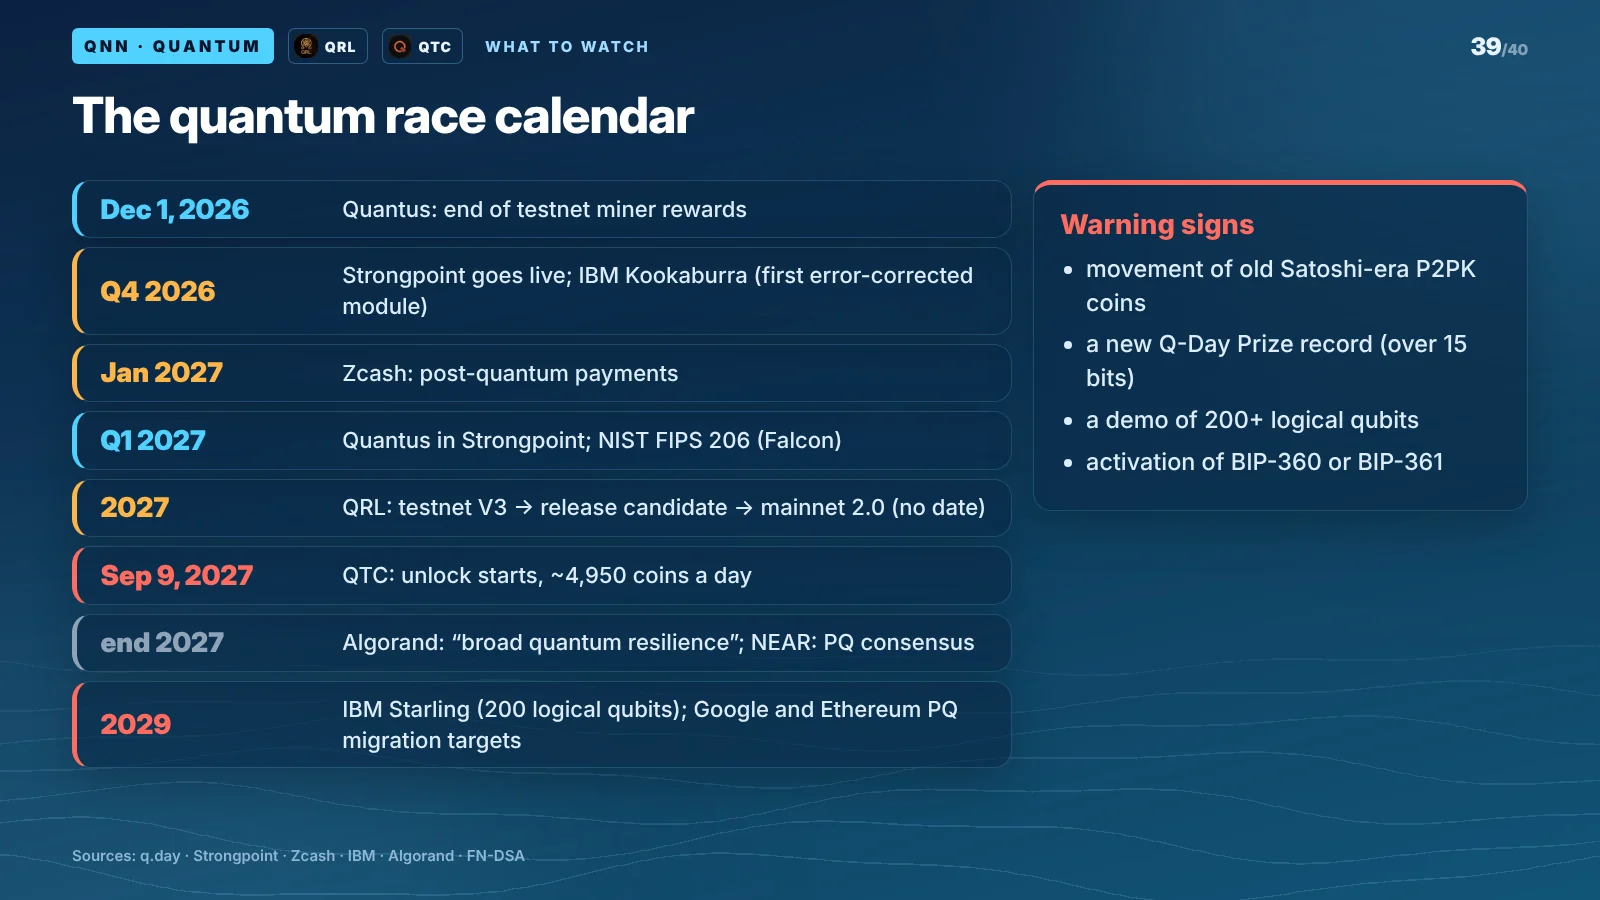 QNN · QUANTUM
QRL
QTC
WHAT TO WATCH
39/40
The quantum race calendar
Dec 1, 2026
Quantus: end of testnet miner rewards
Q4 2026
Strongpoint goes live; IBM Kookaburra (first error-corrected
module)
Jan 2027
Zcash: post-quantum payments
Q1 2027
Quantus in Strongpoint; NIST FIPS 206 (Falcon)
2027
QRL: testnet V3 → release candidate → mainnet 2.0 (no date)
Sep 9, 2027
QTC: unlock starts, ~4,950 coins a day
end 2027
Algorand: “broad quantum resilience”; NEAR: PQ consensus
2029
IBM Starling (200 logical qubits); Google and Ethereum PQ
migration targets
Warning signs
• movement of old Satoshi-era P2PK
coins
• a new Q-Day Prize record (over 15
bits)
• a demo of 200+ logical qubits
• activation of BIP-360 or BIP-361
Sources: q.day · Strongpoint · Zcash · IBM · Algorand · FN-DSA